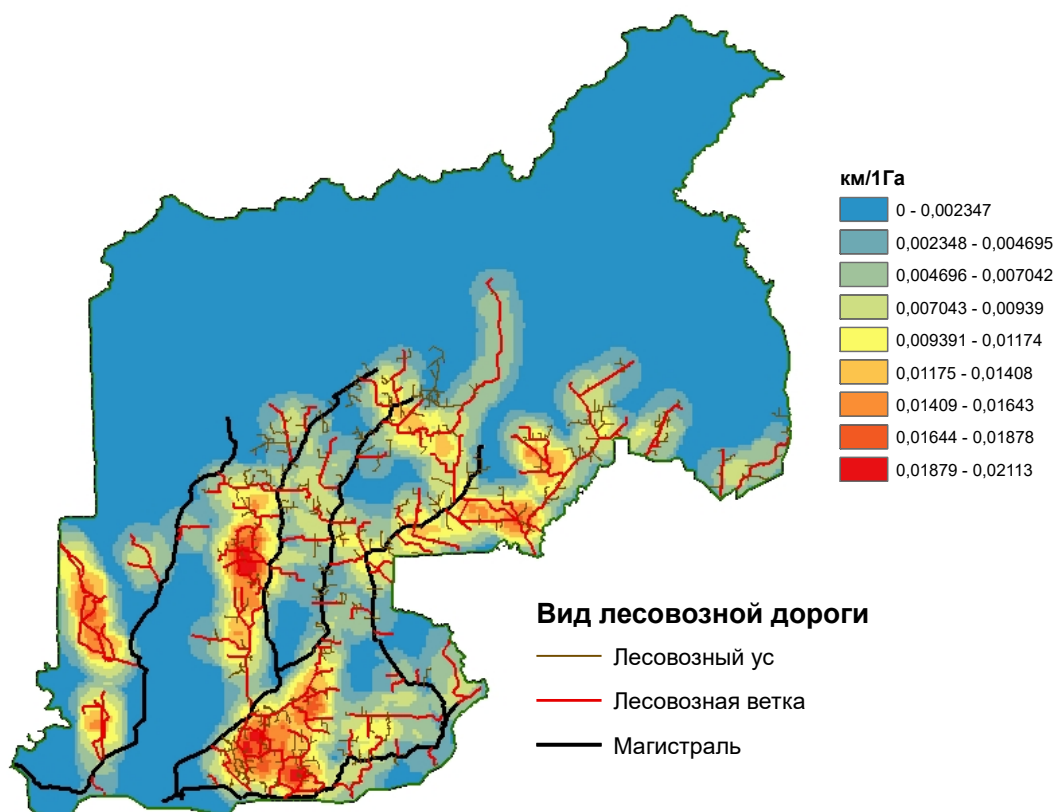 км/1Га
0 - 0,002347
0,002348 - 0,004695
0,004696 - 0,007042
0,007043 - 0,00939
0,009391 - 0,01174
0,01175 - 0,01408
0,01409 - 0,01643
0,01644 - 0,01878
0,01879 - 0,02113
Вид лесовозной дороги
Лесовозный ус
Лесовозная ветка
Магистраль